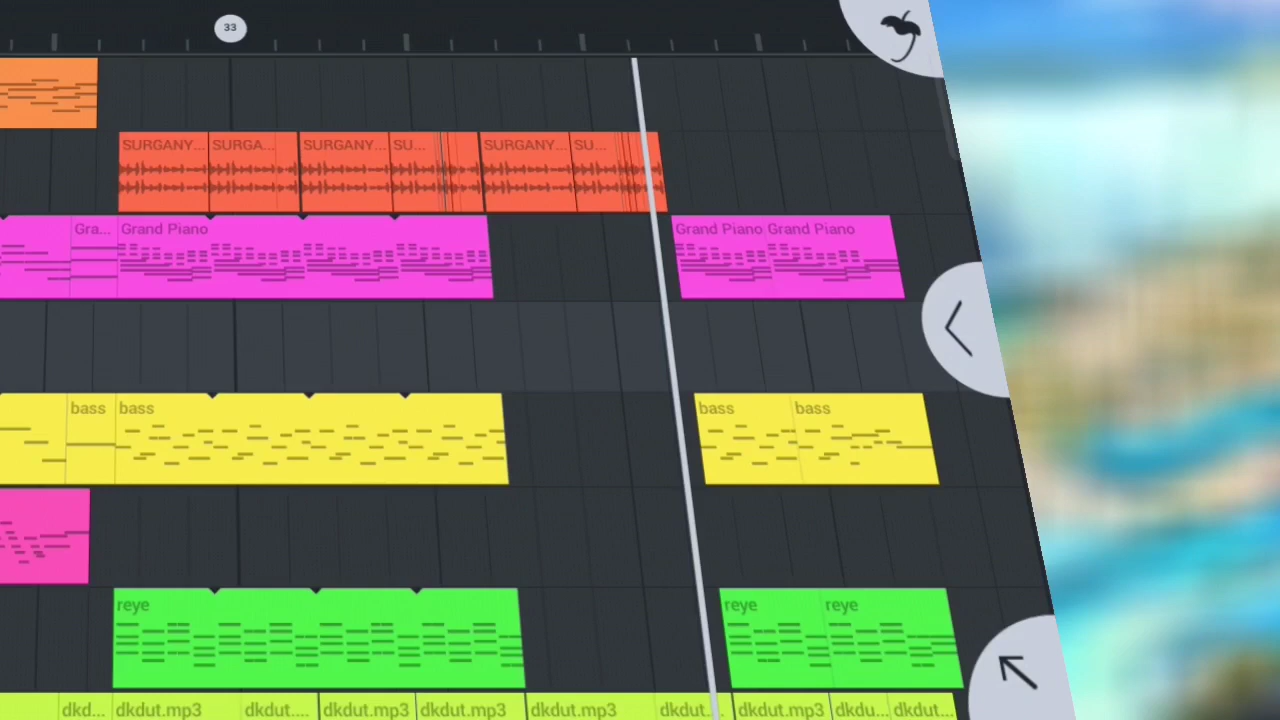 33
SURGANY... SURGA... SURGANY... SU... SURGANY... SU...
Gra... Grand Piano Grand Piano Grand Piano
bass bass bass bass
reye reye reye
dkd... dkdut.mp3 dkdut.... dkdut.mp3 dkdut.mp3 dkdut.mp3 dkdut... dkdut.mp3 dkdu... dkdut...